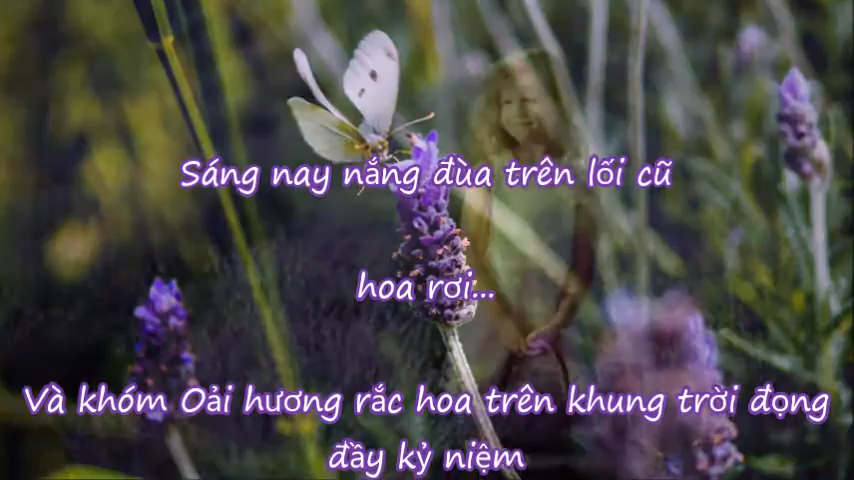 Sáng nay nắng đùa trên lối cũ
hoa rơi...
Và khóm Oải hương rắc hoa trên khung trời đọng
đầy kỷ niệm